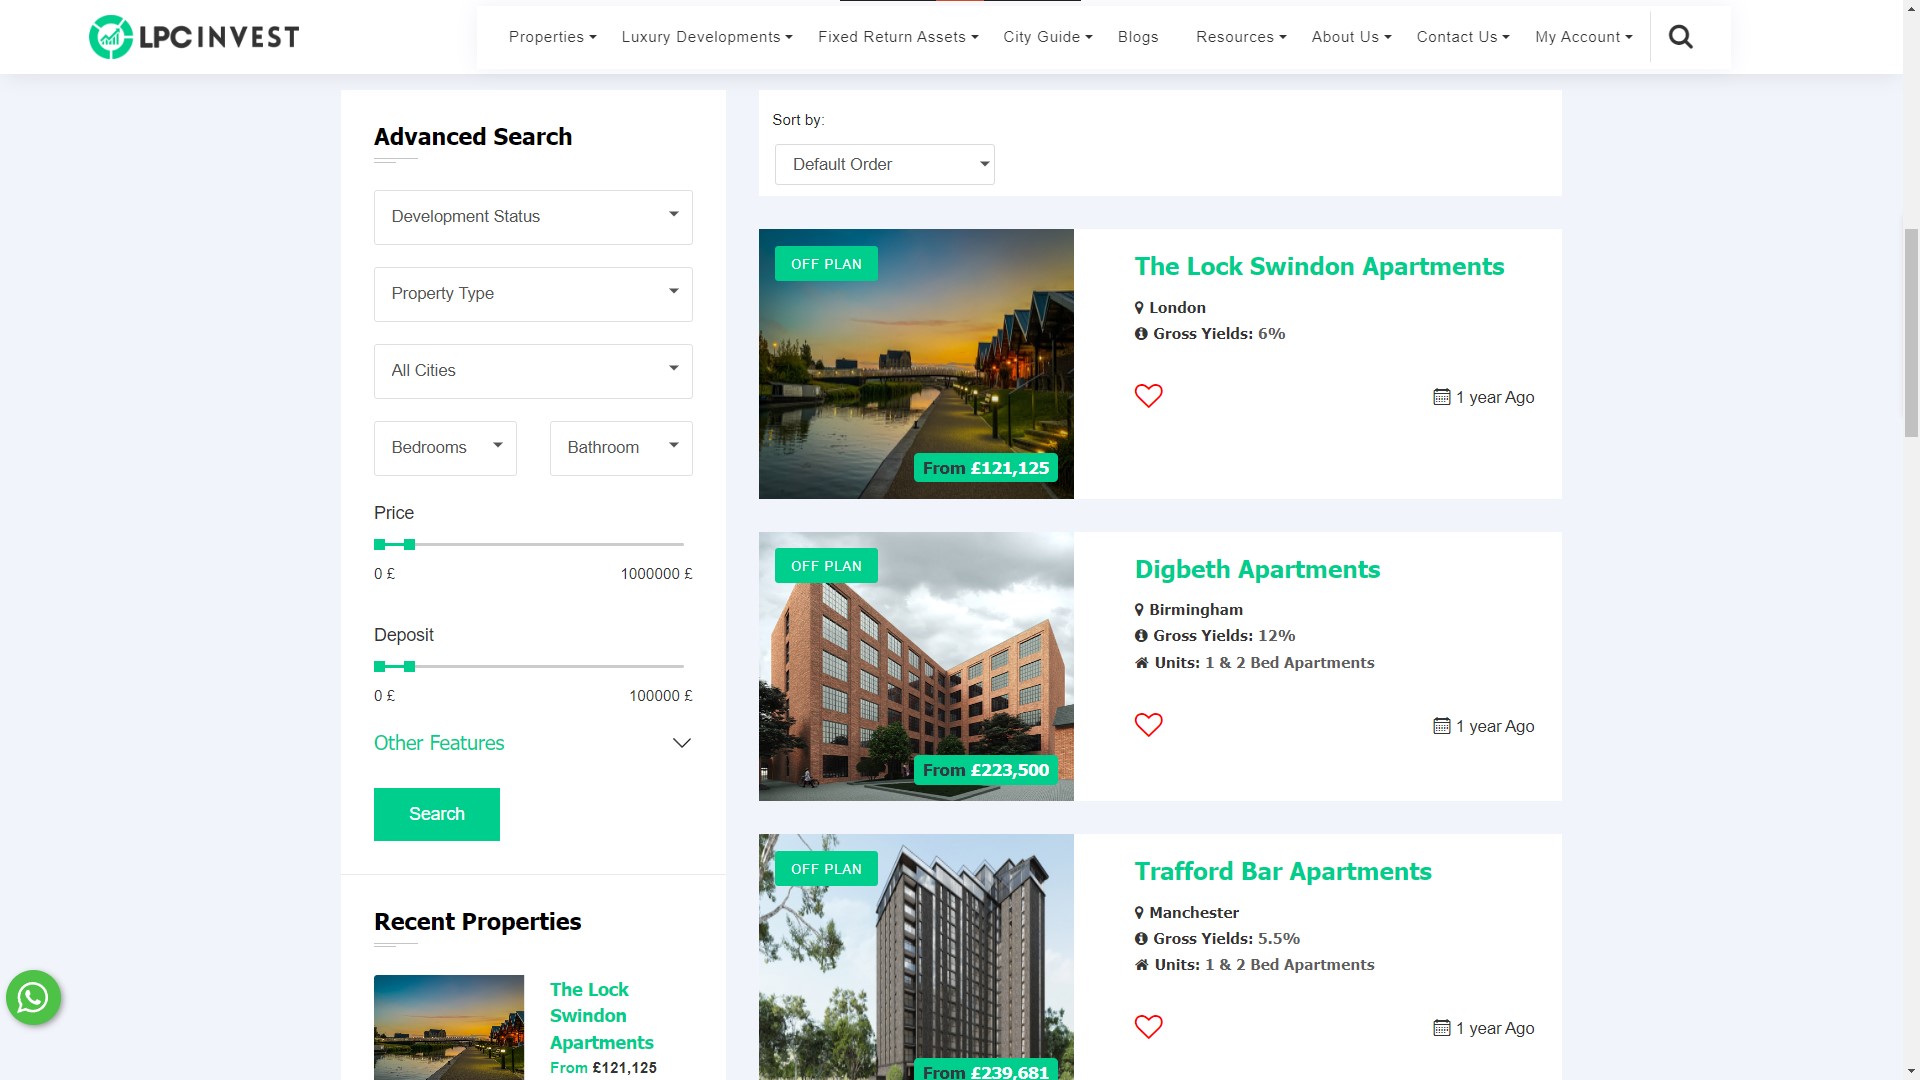 LPC INVEST
Properties
Luxury Developments
Fixed Return Assets
City Guide
Blogs
Resources
About Us
Contact Us
My Account
Advanced Search
Development Status
Property Type
All Cities
Bedrooms
Bathroom
Price
0 £
1000000 £
Deposit
0 £
100000 £
Other Features
Search
Recent Properties
The Lock
Swindon
Apartments
From £121,125
Sort by:
Default Order
OFF PLAN
From £121,125
The Lock Swindon Apartments
London
Gross Yields: 6%
1 year Ago
OFF PLAN
From £223,500
Digbeth Apartments
Birmingham
Gross Yields: 12%
Units: 1 & 2 Bed Apartments
1 year Ago
OFF PLAN
From £239,681
Trafford Bar Apartments
Manchester
Gross Yields: 5.5%
Units: 1 & 2 Bed Apartments
1 year Ago